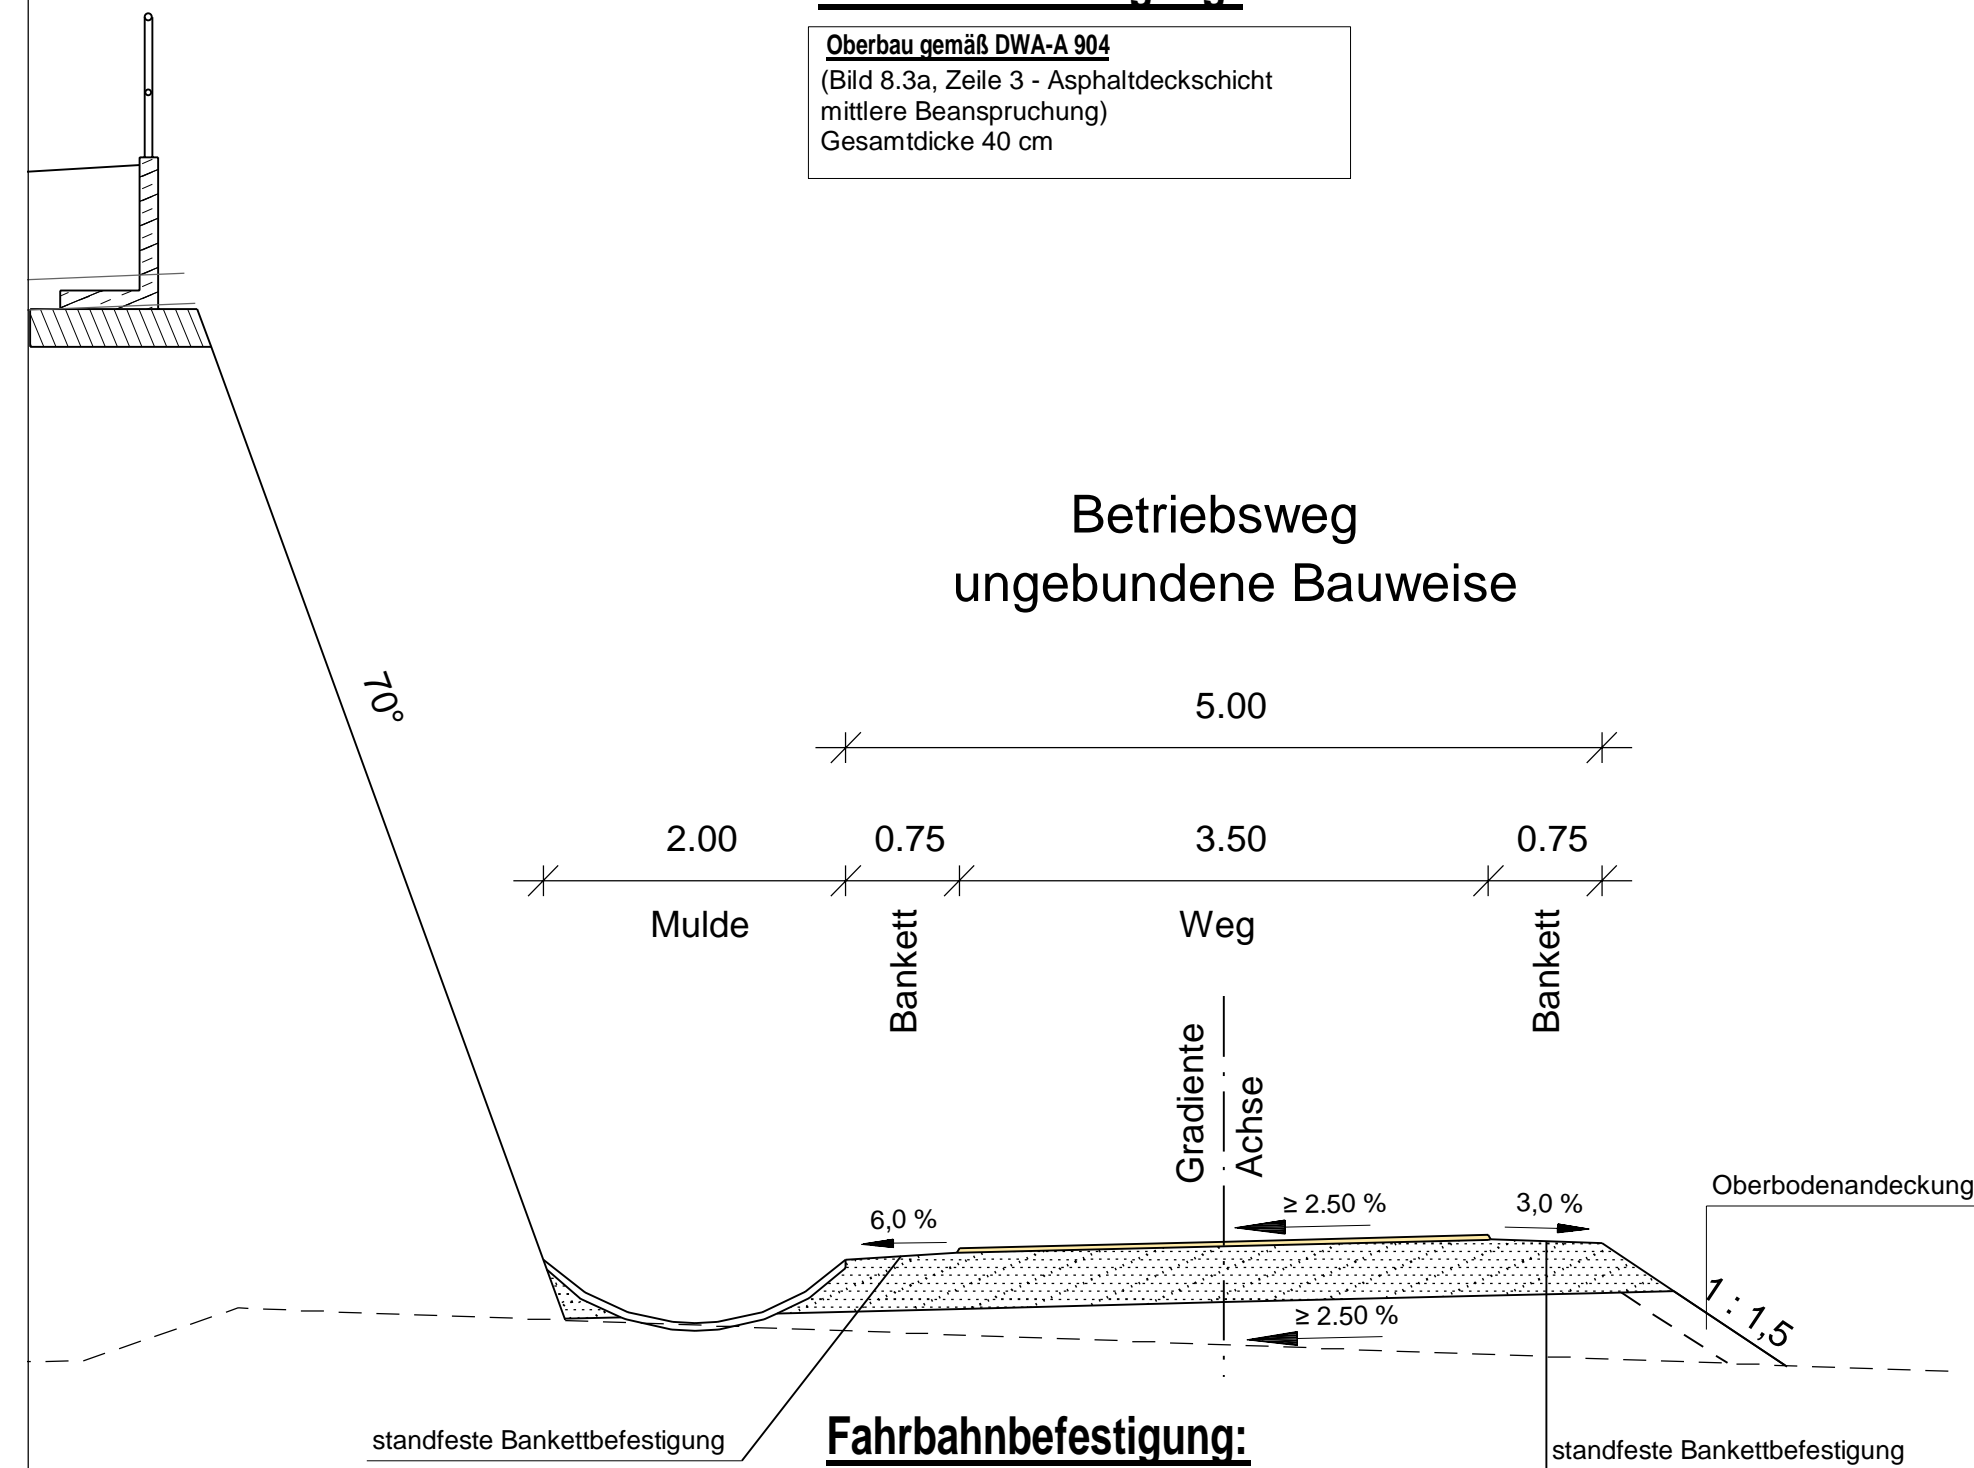 Oberbau gemäß DWA-A 904
(Bild 8.3a, Zeile 3 - Asphaltdeckschicht
mittlere Beanspruchung)
Gesamtdicke 40 cm
Betriebsweg
ungebundene Bauweise
70°
5.00
2.00 0.75 3.50 0.75
Mulde Bankett Weg Bankett
Gradiente
Achse
Oberbodenandeckung
6,0 % ≥ 2.50 % 3,0 %
≥ 2.50 %
1 : 1,5
standfeste Bankettbefestigung
Fahrbahnbefestigung:
standfeste Bankettbefestigung